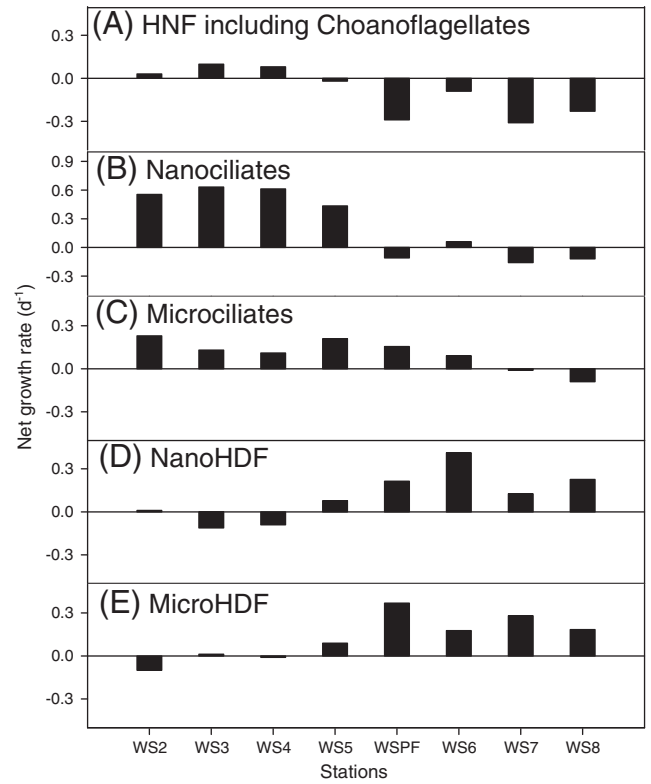 (A) HNF including Choanoflagellates
0.3
0.0
-0.3
(B) Nanociliates
0.9
0.6
0.3
0.0
-0.3
(C) Microciliates
0.3
0.0
-0.3
(D) NanoHDF
0.3
0.0
-0.3
(E) MicroHDF
0.3
0.0
-0.3
Net growth rate (d⁻¹)
WS2 WS3 WS4 WS5 WSPF WS6 WS7 WS8
Stations